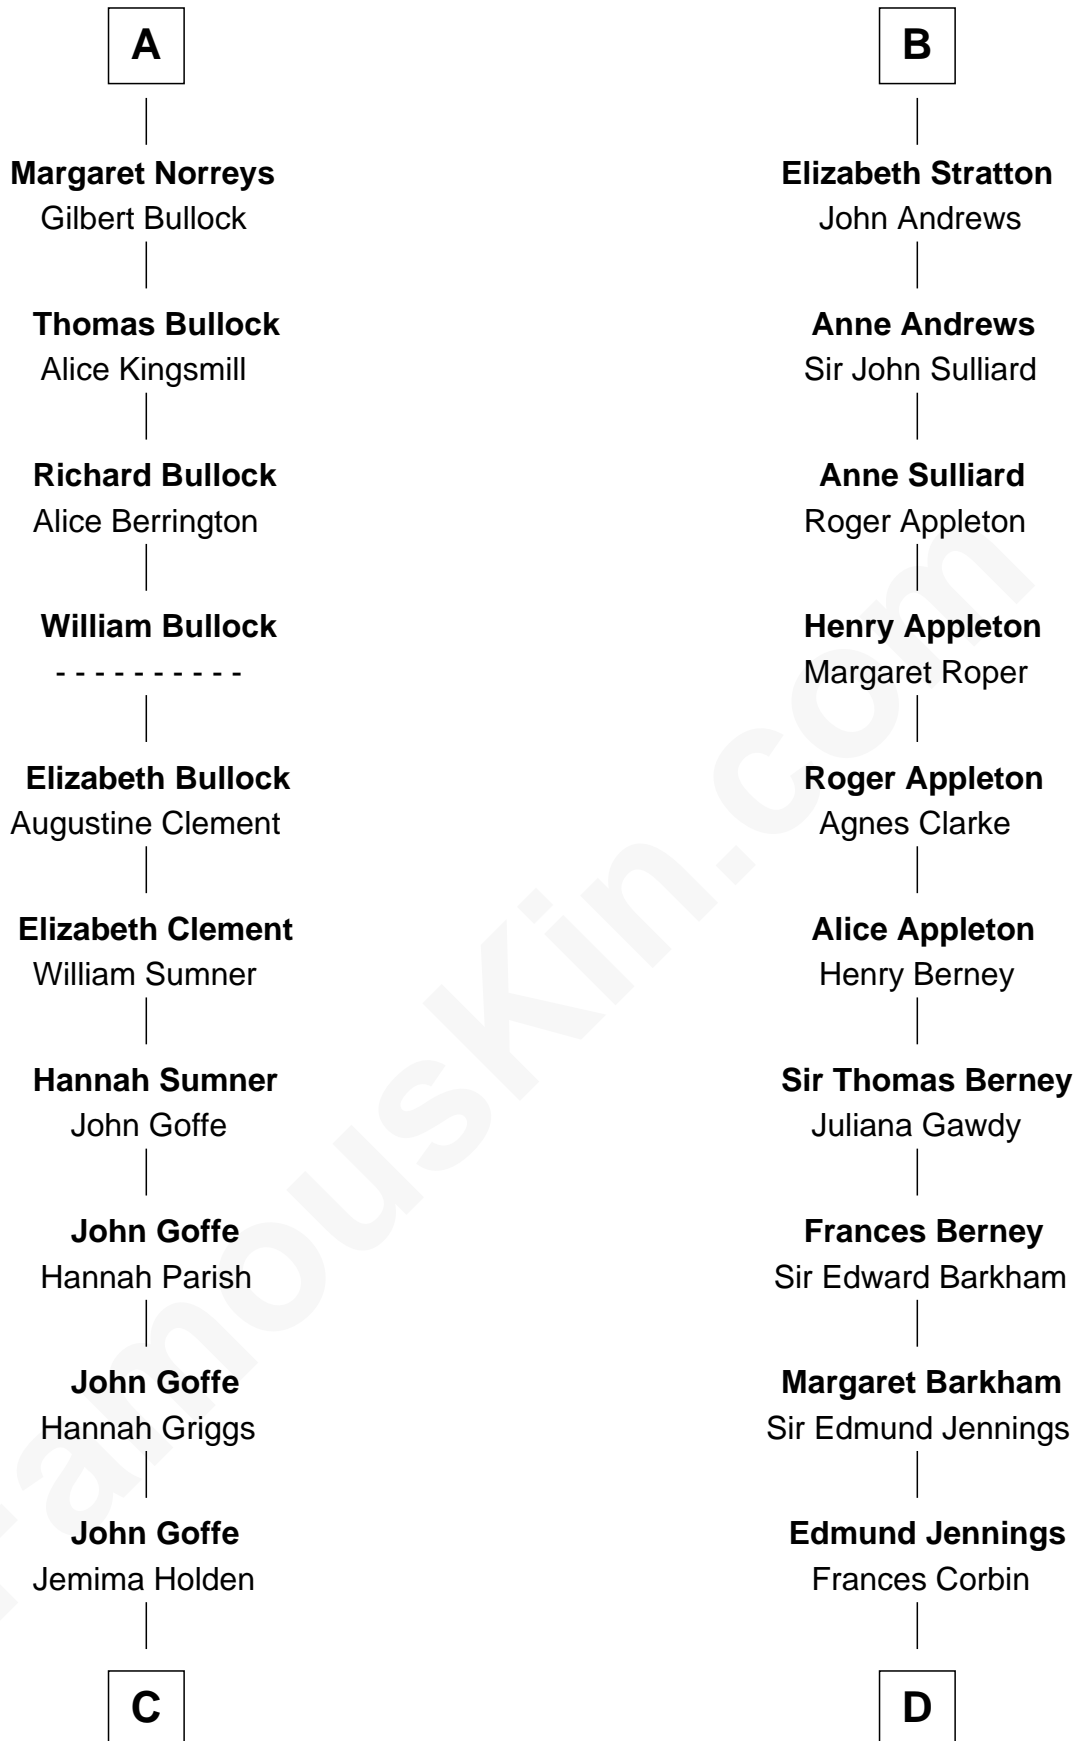 A
Margaret Norreys
Gilbert Bullock
Thomas Bullock
Alice Kingsmill
Richard Bullock
Alice Berrington
William Bullock
- - - - - - - - - -
Elizabeth Bullock
Augustine Clement
Elizabeth Clement
William Sumner
Hannah Sumner
John Goffe
John Goffe
Hannah Parish
John Goffe
Hannah Griggs
John Goffe
Jemima Holden
C
B
Elizabeth Stratton
John Andrews
Anne Andrews
Sir John Sulliard
Anne Sulliard
Roger Appleton
Henry Appleton
Margaret Roper
Roger Appleton
Agnes Clarke
Alice Appleton
Henry Berney
Sir Thomas Berney
Juliana Gawdy
Frances Berney
Sir Edward Barkham
Margaret Barkham
Sir Edmund Jennings
Edmund Jennings
Frances Corbin
D
FamousKin.com